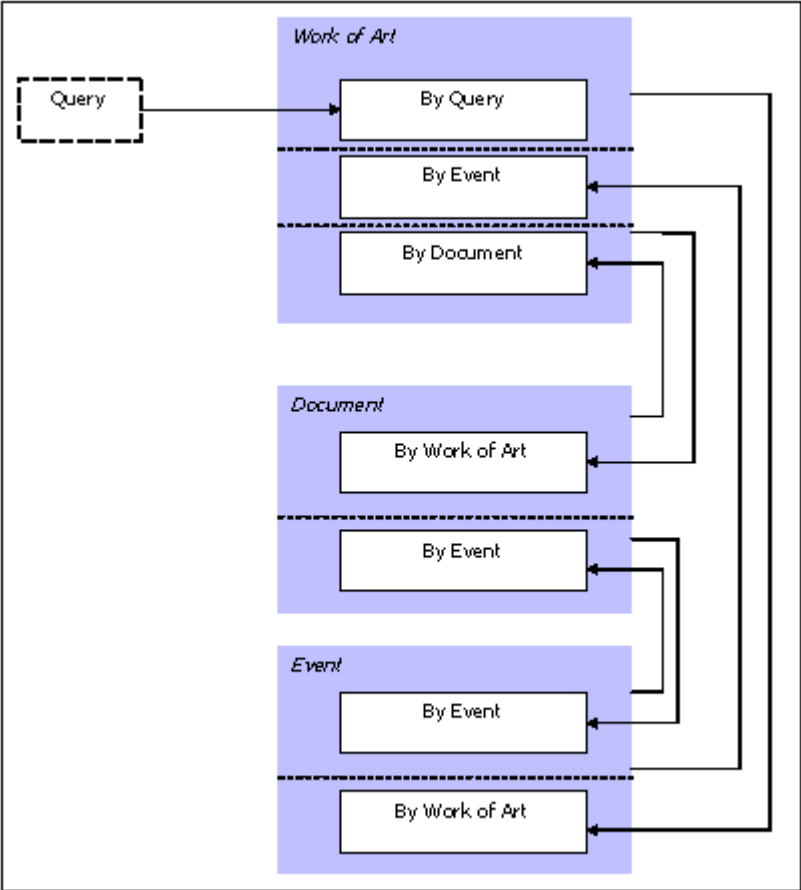 Work of Art
Query
By Query
By Event
By Document
Document
By Work of Art
By Event
Event
By Event
By Work of Art